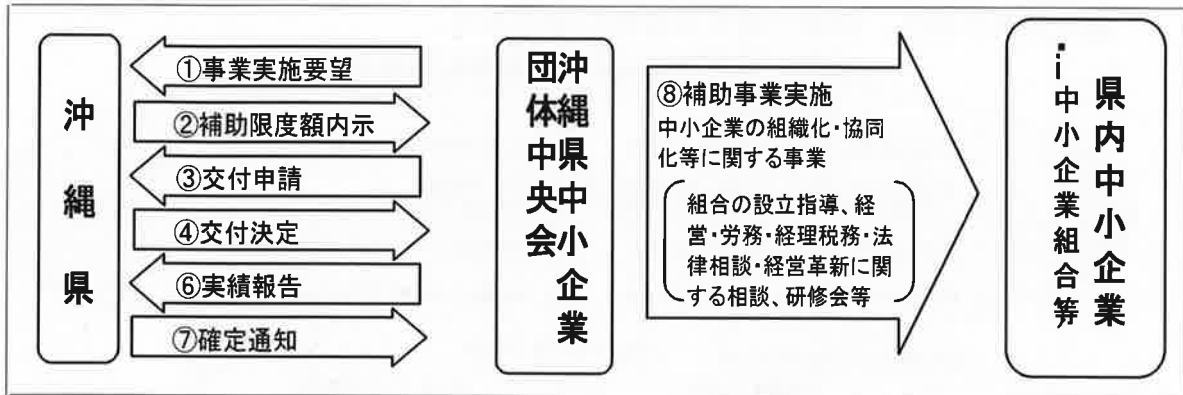 沖縄県
①事業実施要望
②補助限度額内示
③交付申請
④交付決定
⑥実績報告
⑦確定通知
沖縄県中小企業
団体中央会
⑧補助事業実施
中小企業の組織化・協同
化等に関する事業
組合の設立指導、経
営・労務・経理税務・法
律相談・経営革新に関
する相談、研修会等
県内中小企業
中小企業組合等